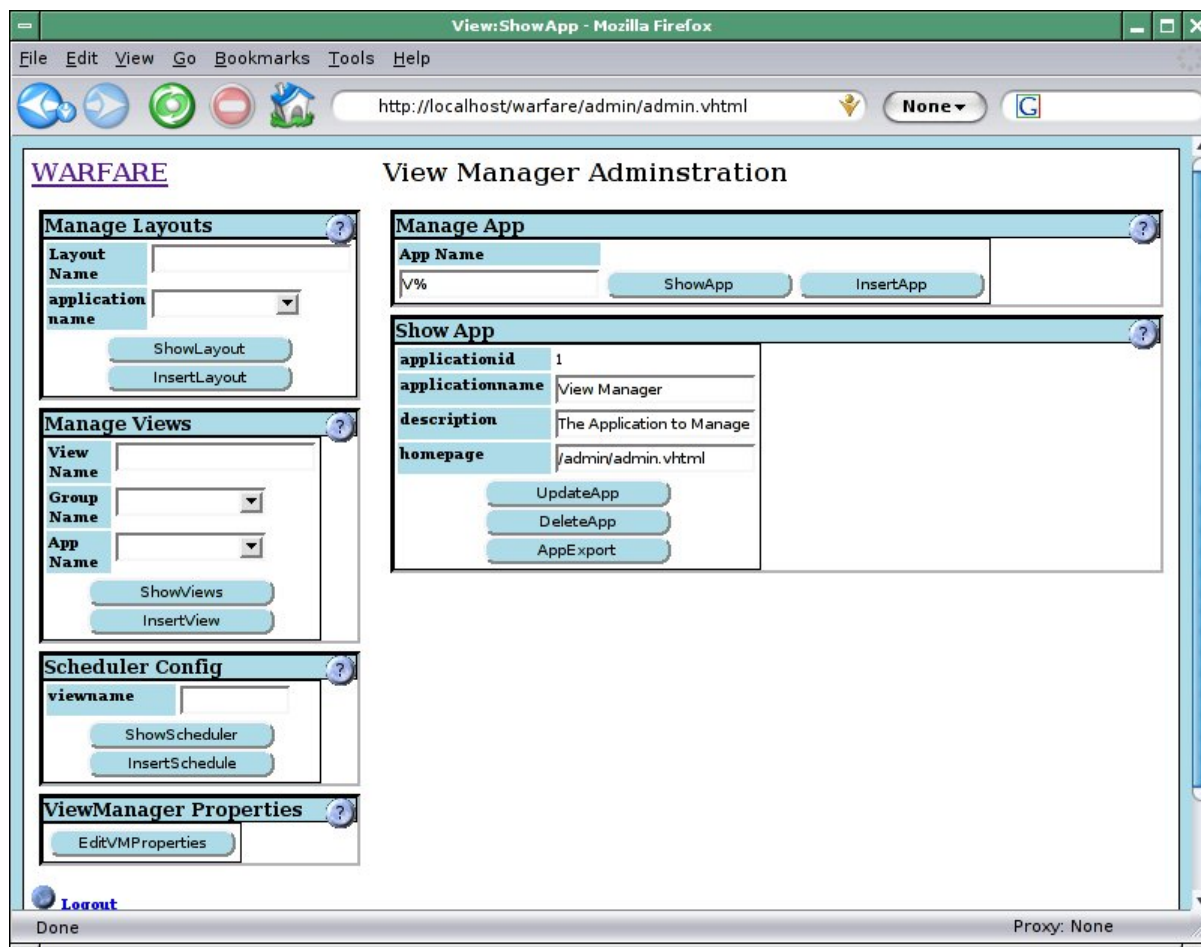 View:ShowApp - Mozilla Firefox
File Edit View Go Bookmarks Tools Help
http://localhost/warfare/admin/admin.vhtml None G
WARFARE View Manager Adminstration
Manage Layouts ?
Layout
Name
application
name
ShowLayout
InsertLayout
Manage Views ?
View
Name
Group
Name
App
Name
ShowViews
InsertView
Scheduler Config ?
viewname
ShowScheduler
InsertSchedule
ViewManager Properties ?
EditVMProperties
Logout
Manage App ?
App Name
V% ShowApp InsertApp
Show App ?
applicationid 1
applicationname View Manager
description The Application to Manage
homepage /admin/admin.vhtml
UpdateApp
DeleteApp
AppExport
Done Proxy: None